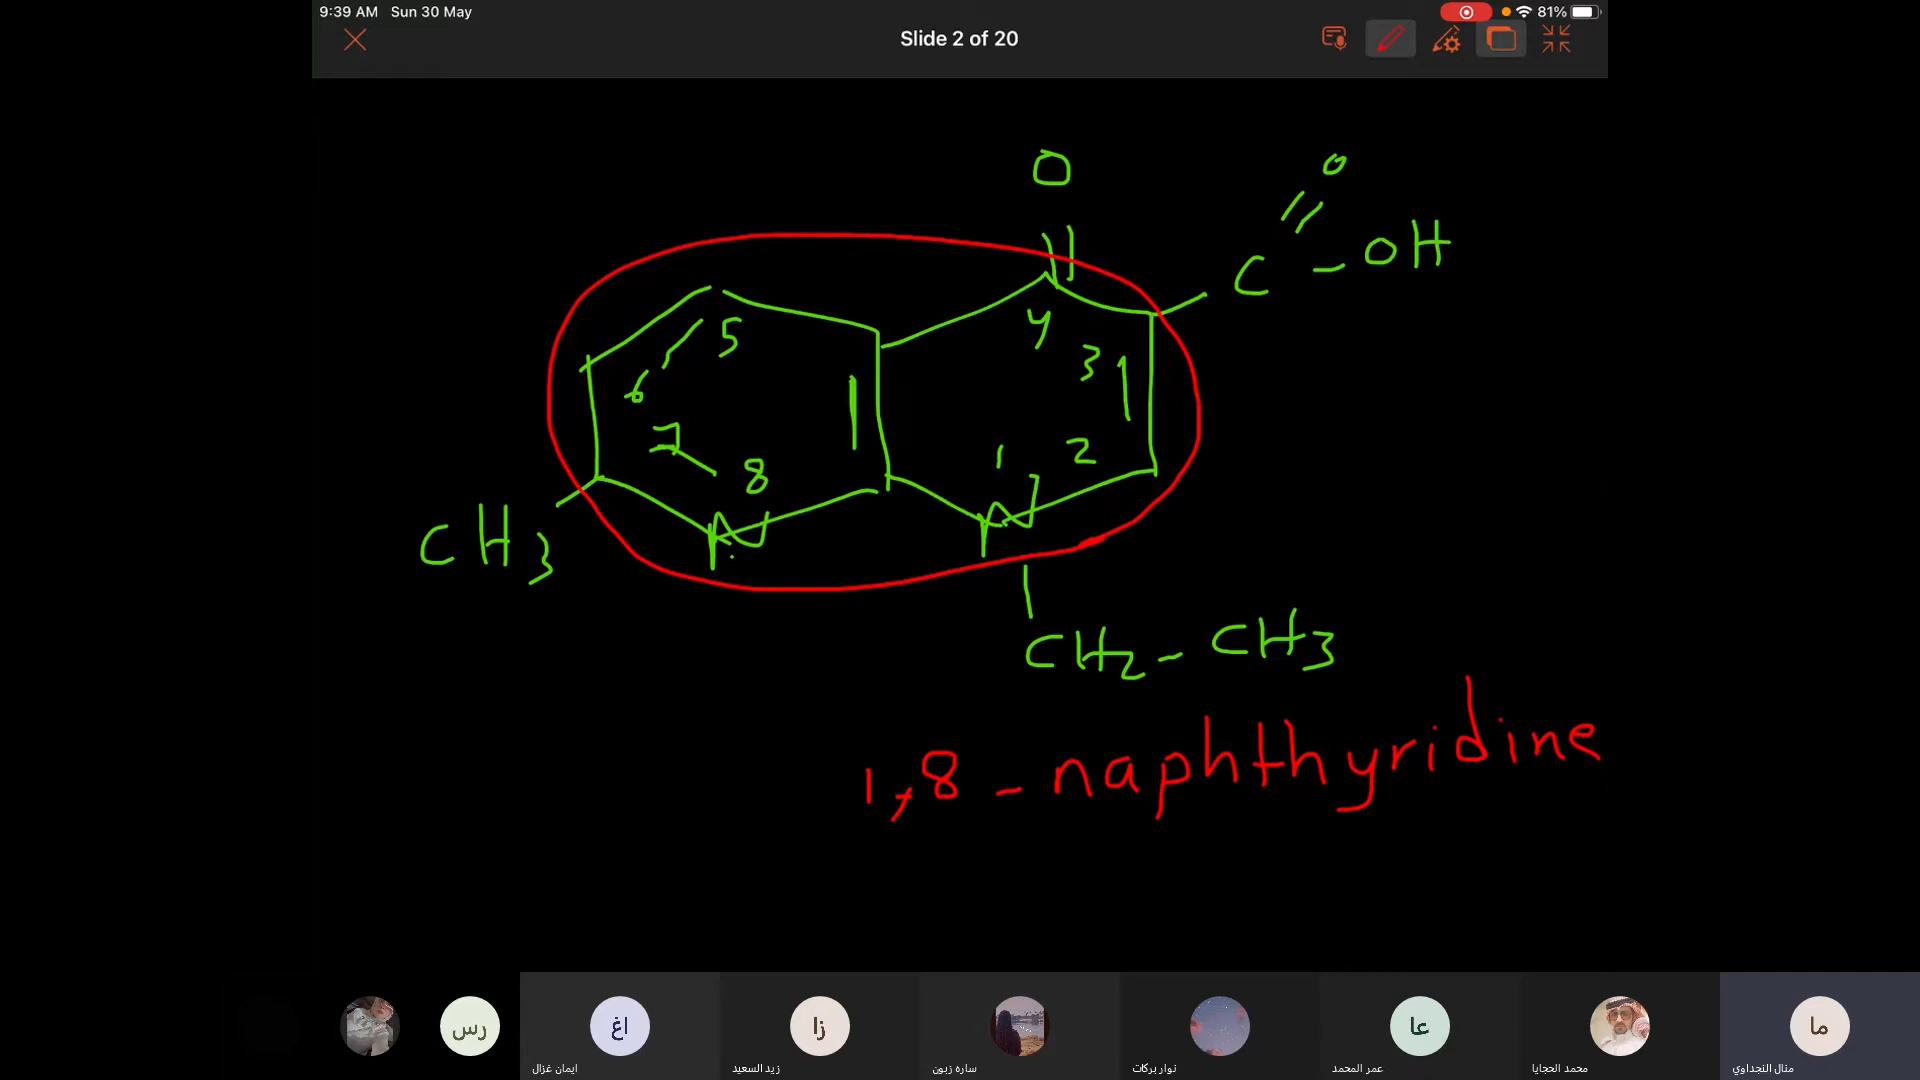 9:39 AM Sun 30 May
81%
Slide 2 of 20
O
O
C - OH
5
4
6
3
7
8
1
2
N
N
CH3
CH2 - CH3
1,8 - naphthyridine
رس
اغ
زا
عا
ما
ايمان غزال
زيد السعيد
ساره زبون
نوار بركات
عمر المحمد
محمد الحجايا
منال النجداوي